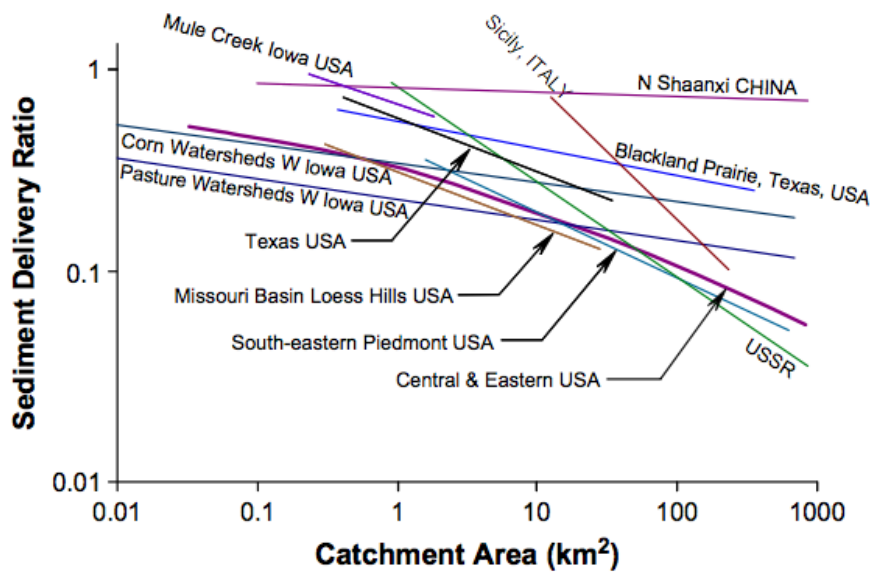 Mule Creek Iowa USA
Sicily, ITALY
N Shaanxi CHINA
1
Blackland Prairie, Texas, USA
Corn Watersheds W Iowa USA
Pasture Watersheds W Iowa USA
Texas USA
0.1
Missouri Basin Loess Hills USA
South-eastern Piedmont USA
Central & Eastern USA
USSR
0.01
Sediment Delivery Ratio
0.01 0.1 1 10 100 1000
Catchment Area (km²)